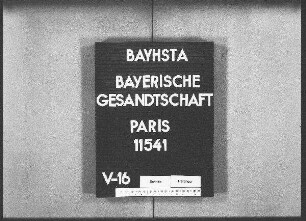 BAYHSTA
BAYERISCHE
GESANDTSCHAFT
PARIS
11541
V-16